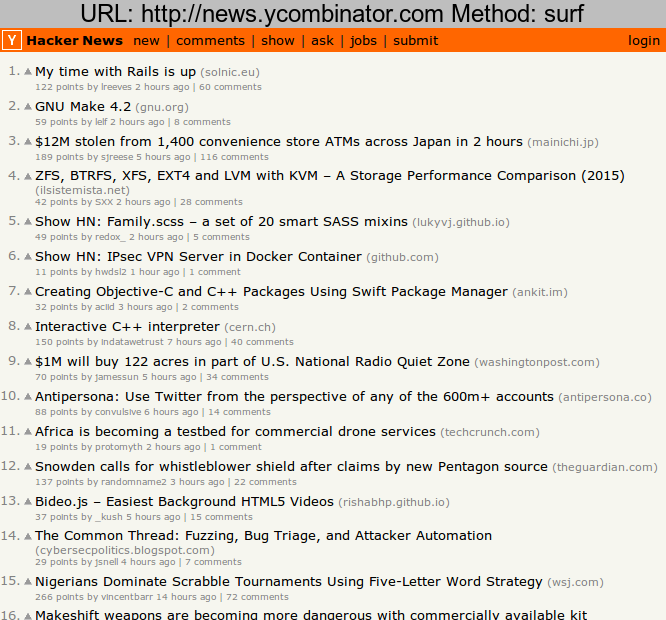 URL: http://news.ycombinator.com Method: surf
Y Hacker News new | comments | show | ask | jobs | submit login
1. My time with Rails is up (solnic.eu)
122 points by lreeves 2 hours ago | 60 comments
2. GNU Make 4.2 (gnu.org)
59 points by lelf 2 hours ago | 8 comments
3. $12M stolen from 1,400 convenience store ATMs across Japan in 2 hours (mainichi.jp)
189 points by sjreese 5 hours ago | 116 comments
4. ZFS, BTRFS, XFS, EXT4 and LVM with KVM – A Storage Performance Comparison (2015)
(ilsistemista.net)
42 points by SXX 2 hours ago | 28 comments
5. Show HN: Family.scss – a set of 20 smart SASS mixins (lukyvj.github.io)
49 points by redox_ 2 hours ago | 5 comments
6. Show HN: IPsec VPN Server in Docker Container (github.com)
11 points by hwdsl2 1 hour ago | 1 comment
7. Creating Objective-C and C++ Packages Using Swift Package Manager (ankit.im)
32 points by aciid 3 hours ago | 2 comments
8. Interactive C++ interpreter (cern.ch)
150 points by indatawetrust 7 hours ago | 40 comments
9. $1M will buy 122 acres in part of U.S. National Radio Quiet Zone (washingtonpost.com)
70 points by jamessun 5 hours ago | 34 comments
10. Antipersona: Use Twitter from the perspective of any of the 600m+ accounts (antipersona.co)
88 points by convulsive 6 hours ago | 14 comments
11. Africa is becoming a testbed for commercial drone services (techcrunch.com)
19 points by protomyth 2 hours ago | 1 comment
12. Snowden calls for whistleblower shield after claims by new Pentagon source (theguardian.com)
137 points by randomname2 3 hours ago | 22 comments
13. Bideo.js – Easiest Background HTML5 Videos (rishabhp.github.io)
37 points by _kush 5 hours ago | 15 comments
14. The Common Thread: Fuzzing, Bug Triage, and Attacker Automation
(cybersecpolitics.blogspot.com)
29 points by jsnell 4 hours ago | 7 comments
15. Nigerians Dominate Scrabble Tournaments Using Five-Letter Word Strategy (wsj.com)
266 points by vincentbarr 14 hours ago | 72 comments
16. Makeshift weapons are becoming more dangerous with commercially available kit